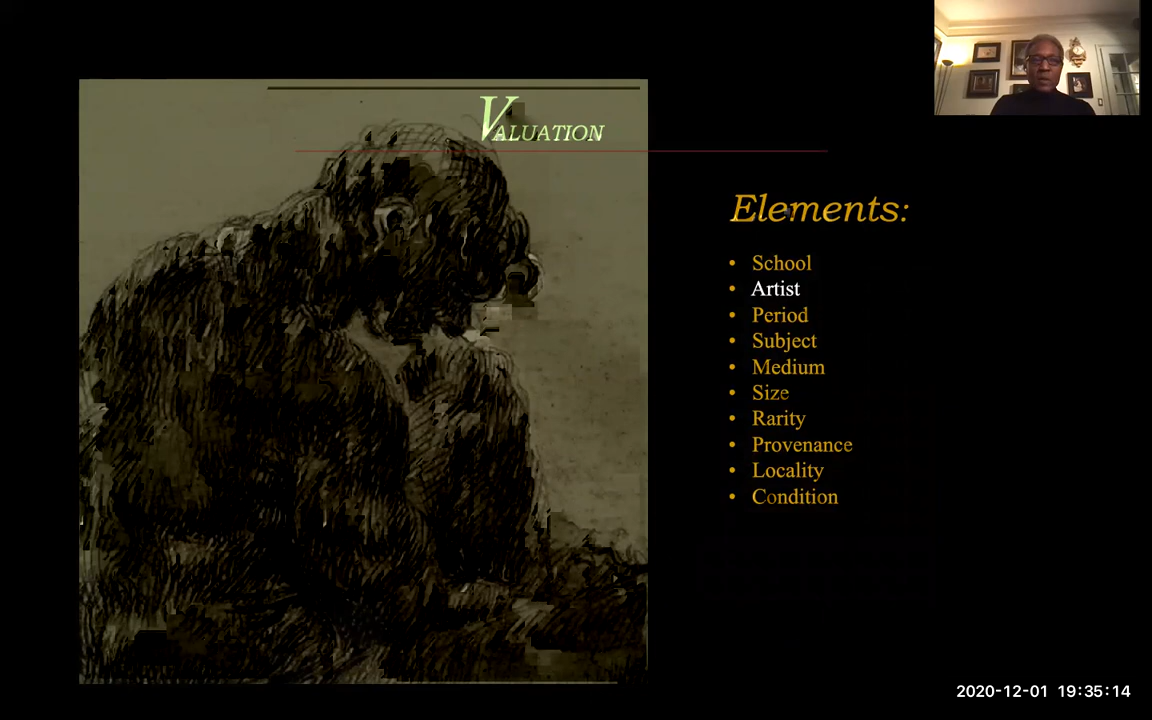 VALUATION
Elements:
• School
• Artist
• Period
• Subject
• Medium
• Size
• Rarity
• Provenance
• Locality
• Condition
2020-12-01 19:35:14